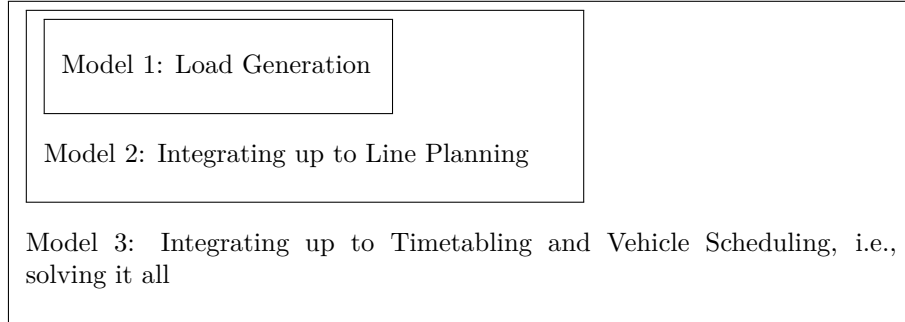 Model 1: Load Generation
Model 2: Integrating up to Line Planning
Model 3: Integrating up to Timetabling and Vehicle Scheduling, i.e.,
solving it all